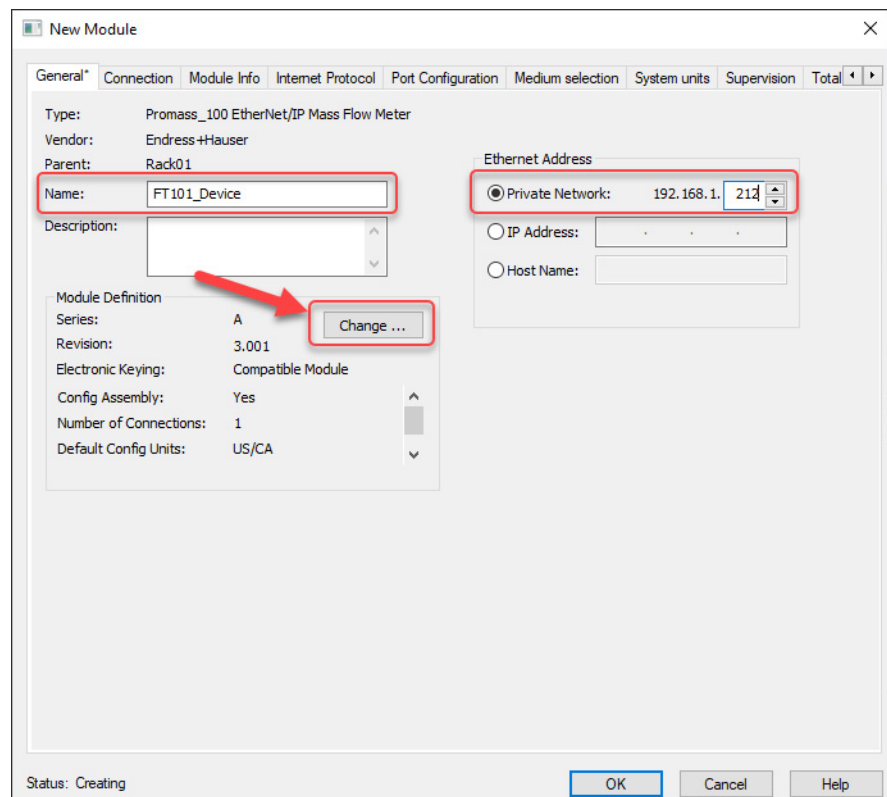 New Module
General* Connection Module Info Internet Protocol Port Configuration Medium selection System units Supervision Total
Type: Promass_100 EtherNet/IP Mass Flow Meter
Vendor: Endress+Hauser
Parent: Rack01
Name: FT101_Device
Description:
Ethernet Address
Private Network: 192.168.1. 212
IP Address: . . .
Host Name:
Module Definition
Series: A
Change ...
Revision: 3.001
Electronic Keying: Compatible Module
Config Assembly: Yes
Number of Connections: 1
Default Config Units: US/CA
Status: Creating
OK Cancel Help